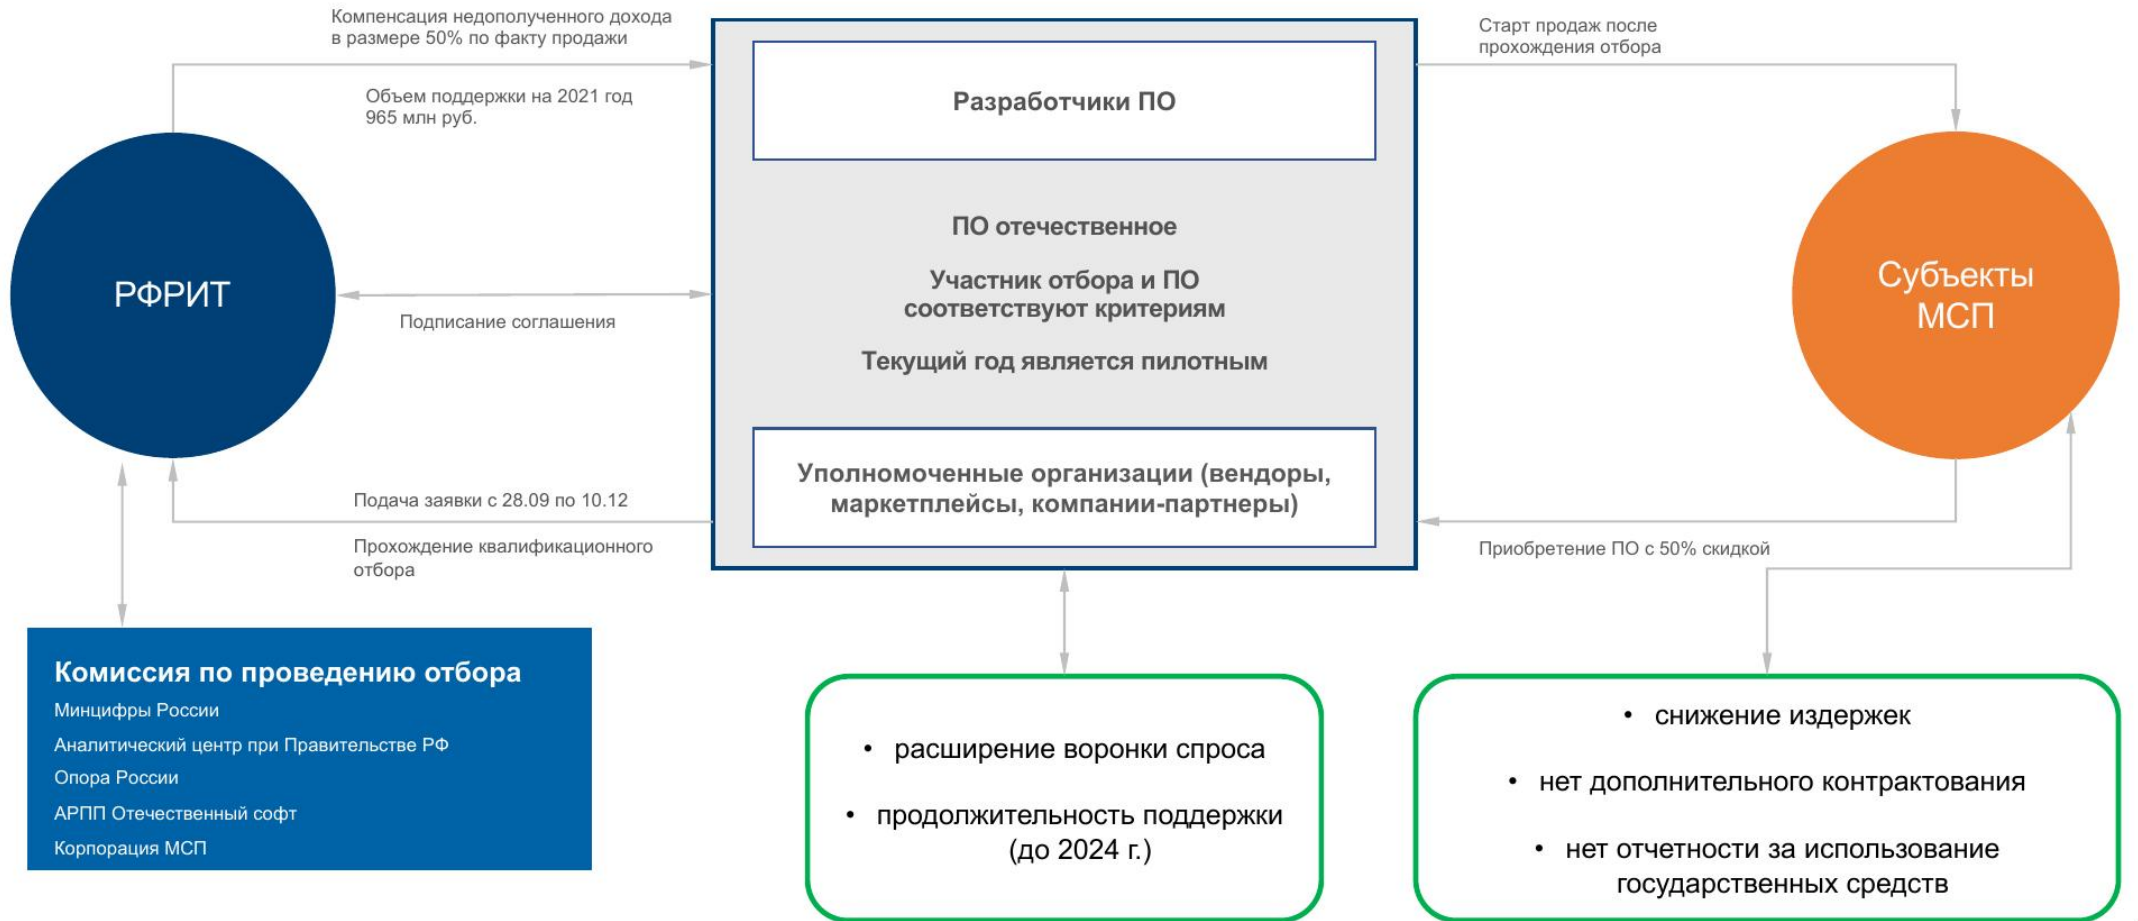 Компенсация недополученного дохода
в размере 50% по факту продажи
Объем поддержки на 2021 год
965 млн руб.
РФРИТ
Подписание соглашения
Подача заявки с 28.09 по 10.12
Прохождение квалификационного
отбора
Комиссия по проведению отбора
Минцифры России
Аналитический центр при Правительстве РФ
Опора России
АРПП Отечественный софт
Корпорация МСП
Разработчики ПО
ПО отечественное
Участник отбора и ПО
соответствуют критериям
Текущий год является пилотным
Уполномоченные организации (вендоры,
маркетплейсы, компании-партнеры)
• расширение воронки спроса
• продолжительность поддержки
(до 2024 г.)
Старт продаж после
прохождения отбора
Субъекты
МСП
Приобретение ПО с 50% скидкой
• снижение издержек
• нет дополнительного контрактования
• нет отчетности за использование
государственных средств